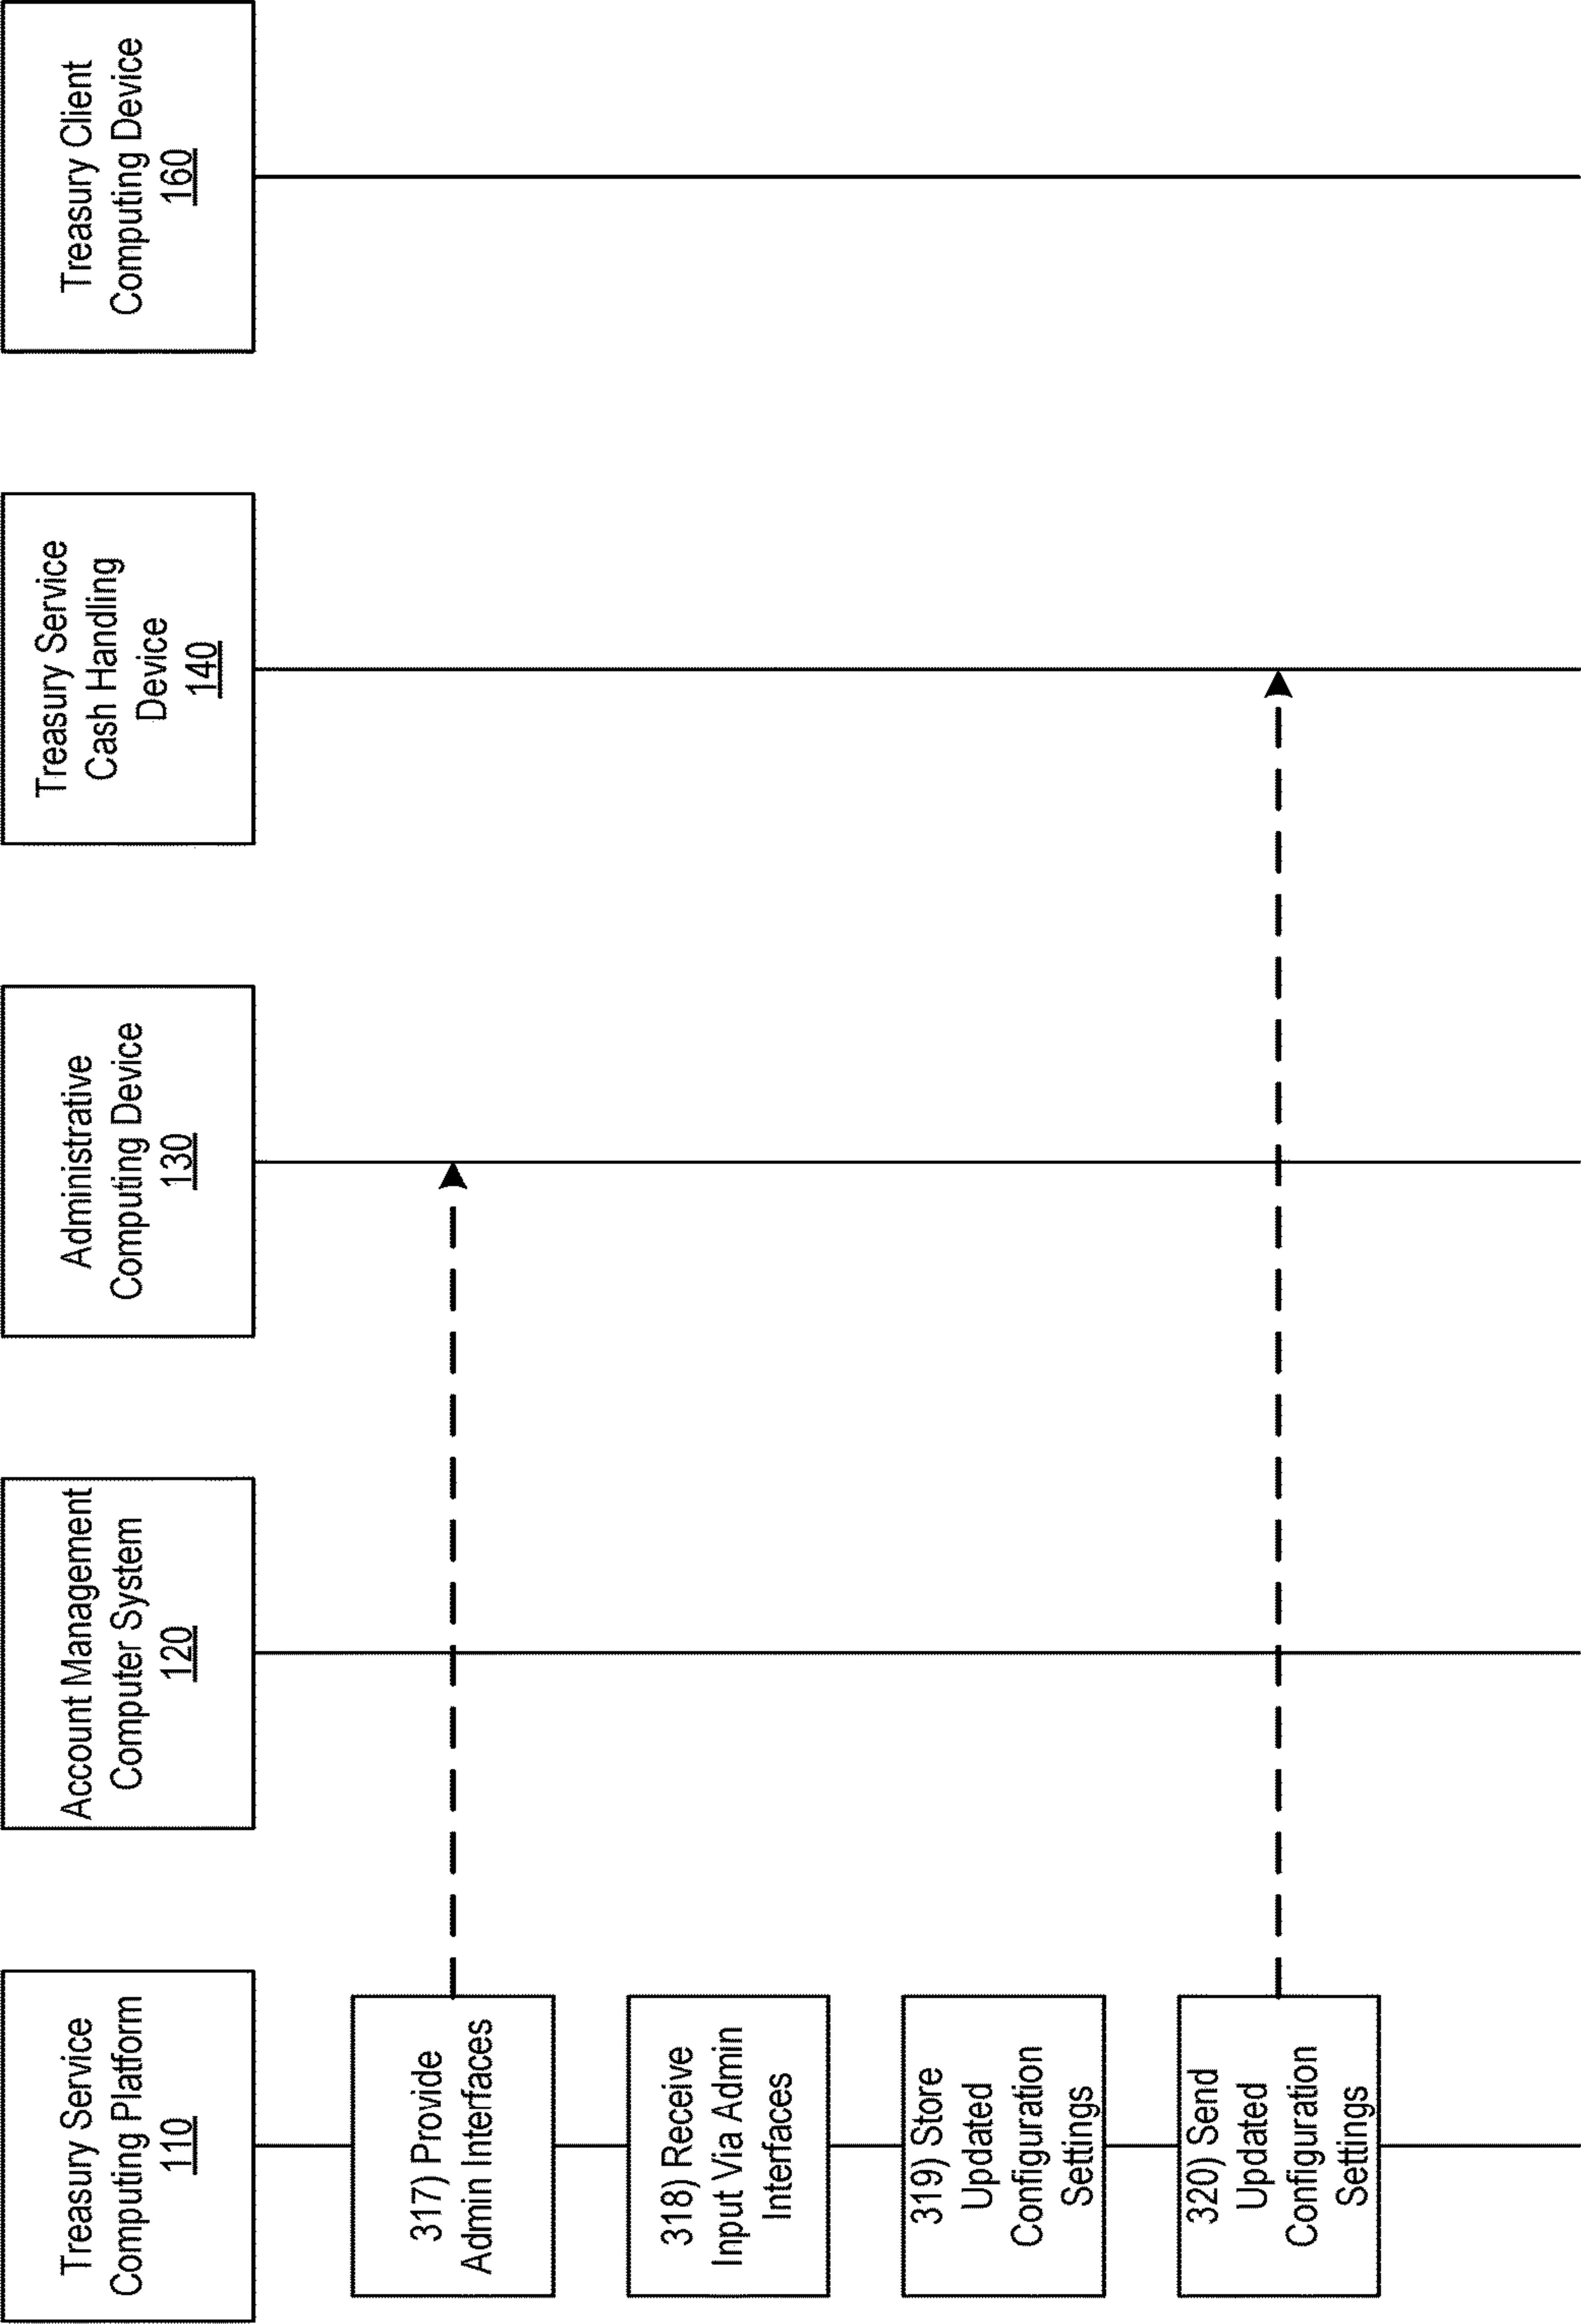 Treasury Service
Computing Platform
110
Account Management
Computer System
120
Administrative
Computing Device
130
Treasury Service
Cash Handling
Device
140
Treasury Client
Computing Device
160
317) Provide
Admin Interfaces
318) Receive
Input Via Admin
Interfaces
319) Store
Updated
Configuration
Settings
320) Send
Updated
Configuration
Settings